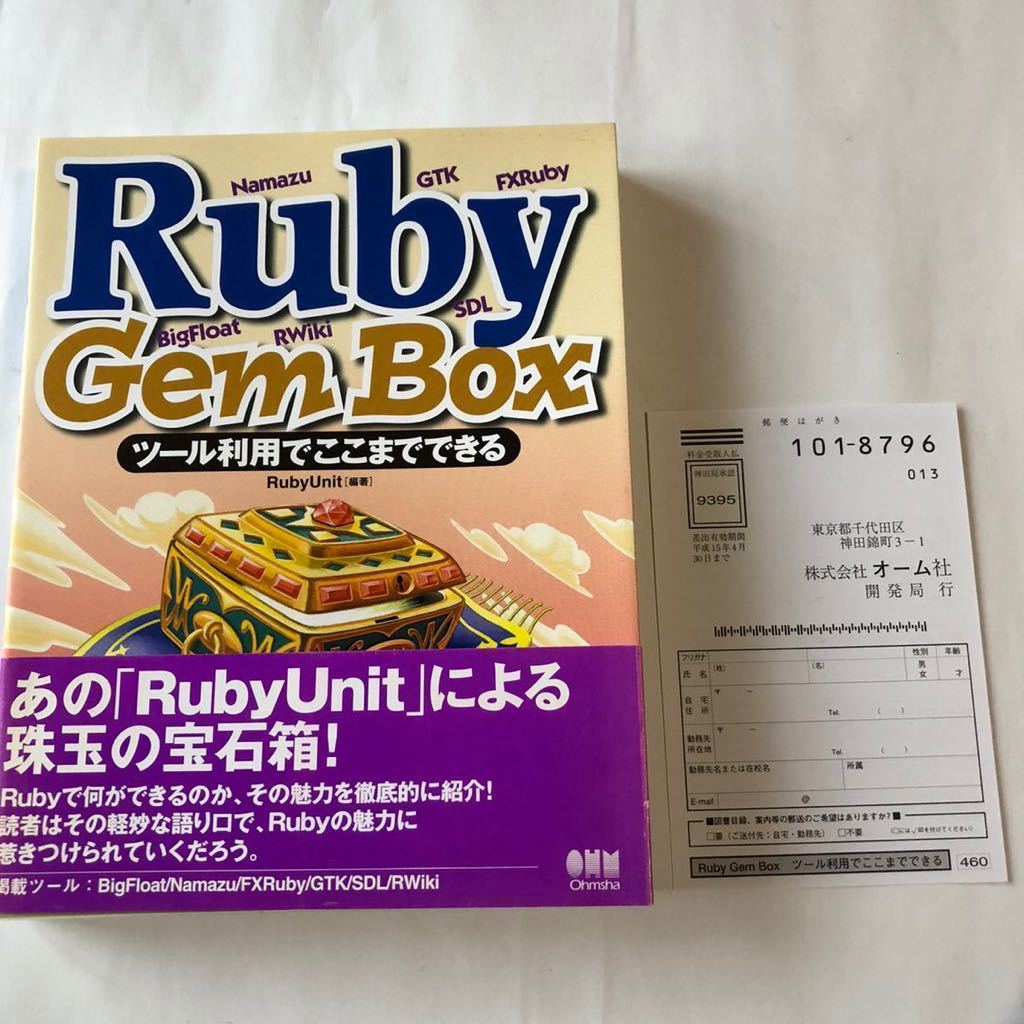 Ruby
Namazu
GTK
FXRuby
BigFloat
RWiki
SDL
Gem Box
ツール利用でここまでできる
RubyUnit [編著]
あの「RubyUnit」による
珠玉の宝石箱!
Rubyで何ができるのか、その魅力を徹底的に紹介!
読者はその軽妙な語り口で、Rubyの魅力に
惹きつけられていくだろう。
掲載ツール：BigFloat/Namazu/FXRuby/GTK/SDL/RWiki
OHM
Ohmsha
郵便はがき
料金受取人払
101-8796
013
神田局承認
9395
差出有効期間
平成15年4月
30日まで
東京都千代田区
神田錦町3-1
株式会社 オーム社
開発局 行
フリガナ
氏名
(姓)
(名)
性別
男
女
年齢
才
自宅
住所
〒 －
Tel. ( )
勤務先
所在地
〒 －
Tel. ( )
勤務先名または在校名
所属
E-mail @
■図書目録、案内等の郵送のご希望はありますか?■
□要(ご送付先：自宅・勤務先) □不要 (□には√印を付けてください)
Ruby Gem Box ツール利用でここまでできる 460